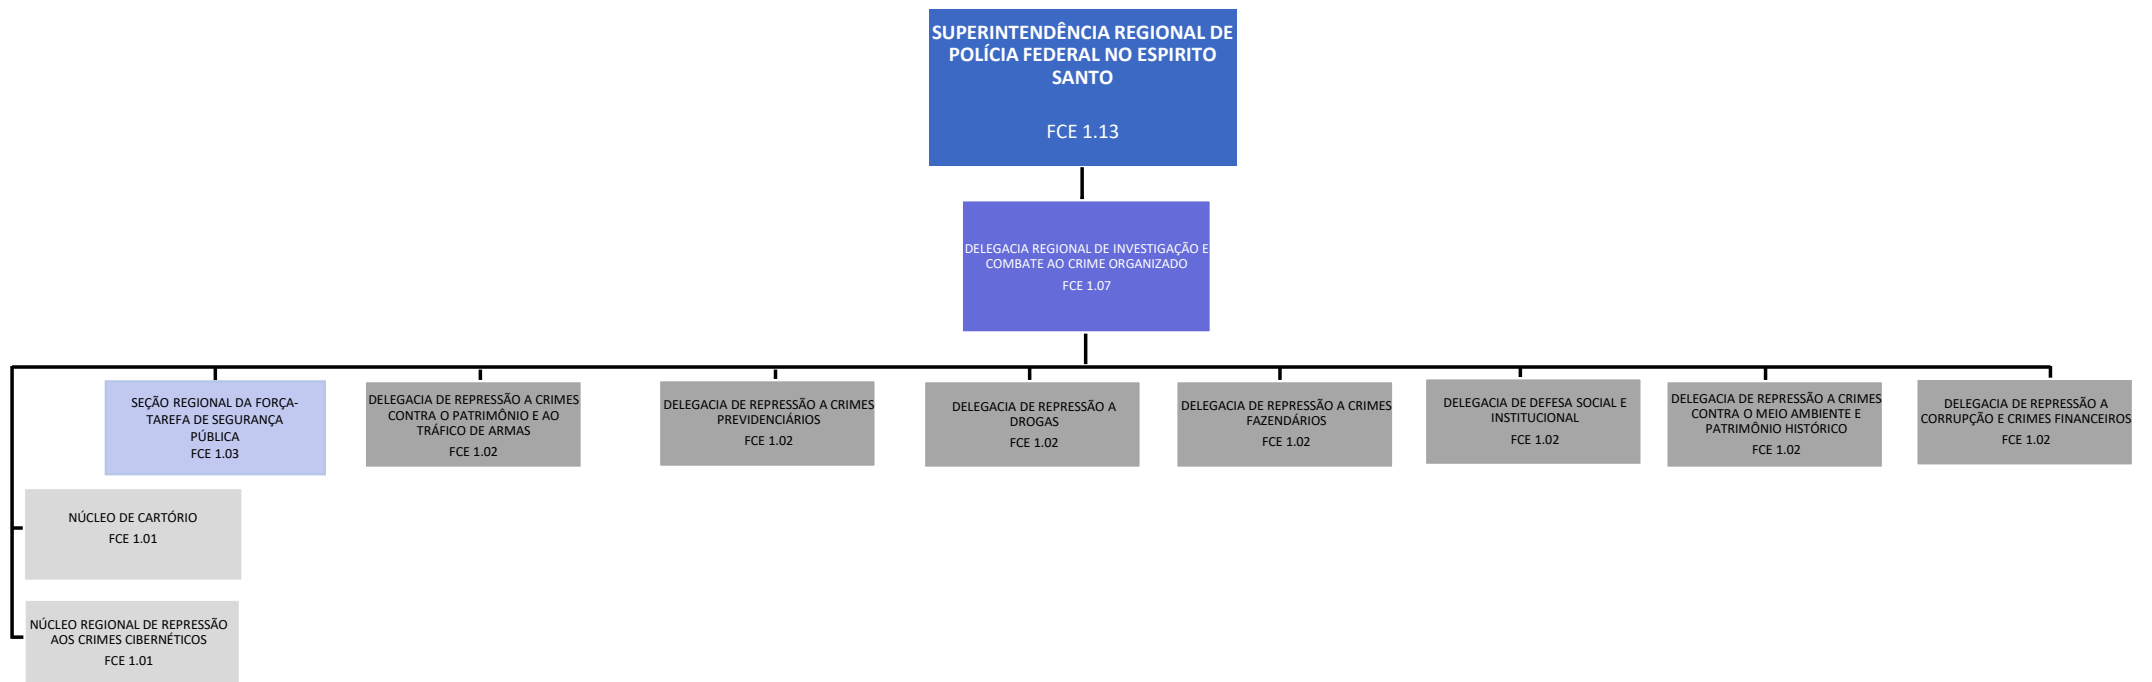 SUPERINTENDÊNCIA REGIONAL DE
POLÍCIA FEDERAL NO ESPIRITO
SANTO
FCE 1.13
DELEGACIA REGIONAL DE INVESTIGAÇÃO E
COMBATE AO CRIME ORGANIZADO
FCE 1.07
SEÇÃO REGIONAL DA FORÇA-
TAREFA DE SEGURANÇA
PÚBLICA
FCE 1.03
DELEGACIA DE REPRESSÃO A CRIMES
CONTRA O PATRIMÔNIO E AO
TRÁFICO DE ARMAS
FCE 1.02
DELEGACIA DE REPRESSÃO A CRIMES
PREVIDENCIÁRIOS
FCE 1.02
DELEGACIA DE REPRESSÃO A
DROGAS
FCE 1.02
DELEGACIA DE REPRESSÃO A CRIMES
FAZENDÁRIOS
FCE 1.02
DELEGACIA DE DEFESA SOCIAL E
INSTITUCIONAL
FCE 1.02
DELEGACIA DE REPRESSÃO A CRIMES
CONTRA O MEIO AMBIENTE E
PATRIMÔNIO HISTÓRICO
FCE 1.02
DELEGACIA DE REPRESSÃO A
CORRUPÇÃO E CRIMES FINANCEIROS
FCE 1.02
NÚCLEO DE CARTÓRIO
FCE 1.01
NÚCLEO REGIONAL DE REPRESSÃO
AOS CRIMES CIBERNÉTICOS
FCE 1.01